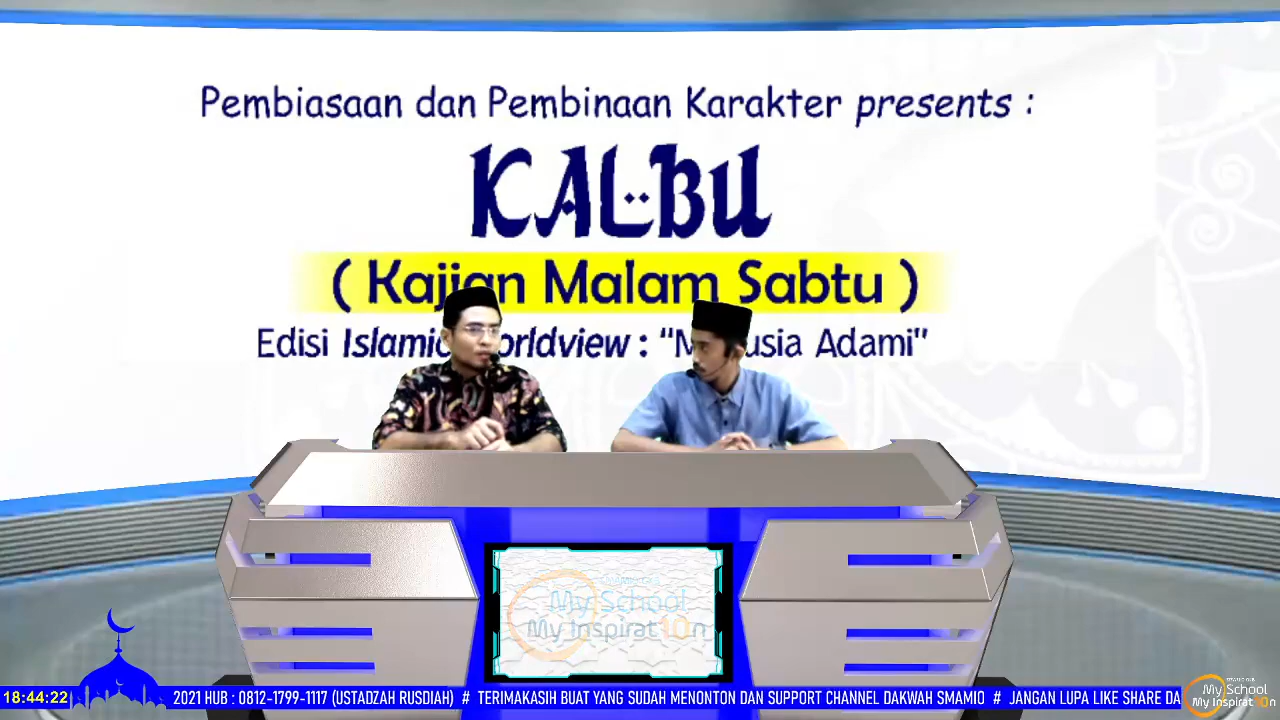 Pembiasaan dan Pembinaan Karakter presents :
KALBU
( Kajian Malam Sabtu )
Edisi Islamic Worldview : "Manusia Adami"
My School
My Inspirat10n
18:44:22
2021 HUB : 0812-1799-1117 (USTADZAH RUSDIAH) # TERIMAKASIH BUAT YANG SUDAH MENONTON DAN SUPPORT CHANNEL DAKWAH SMAMIO # JANGAN LUPA LIKE SHARE DA
My School
My Inspirat10n